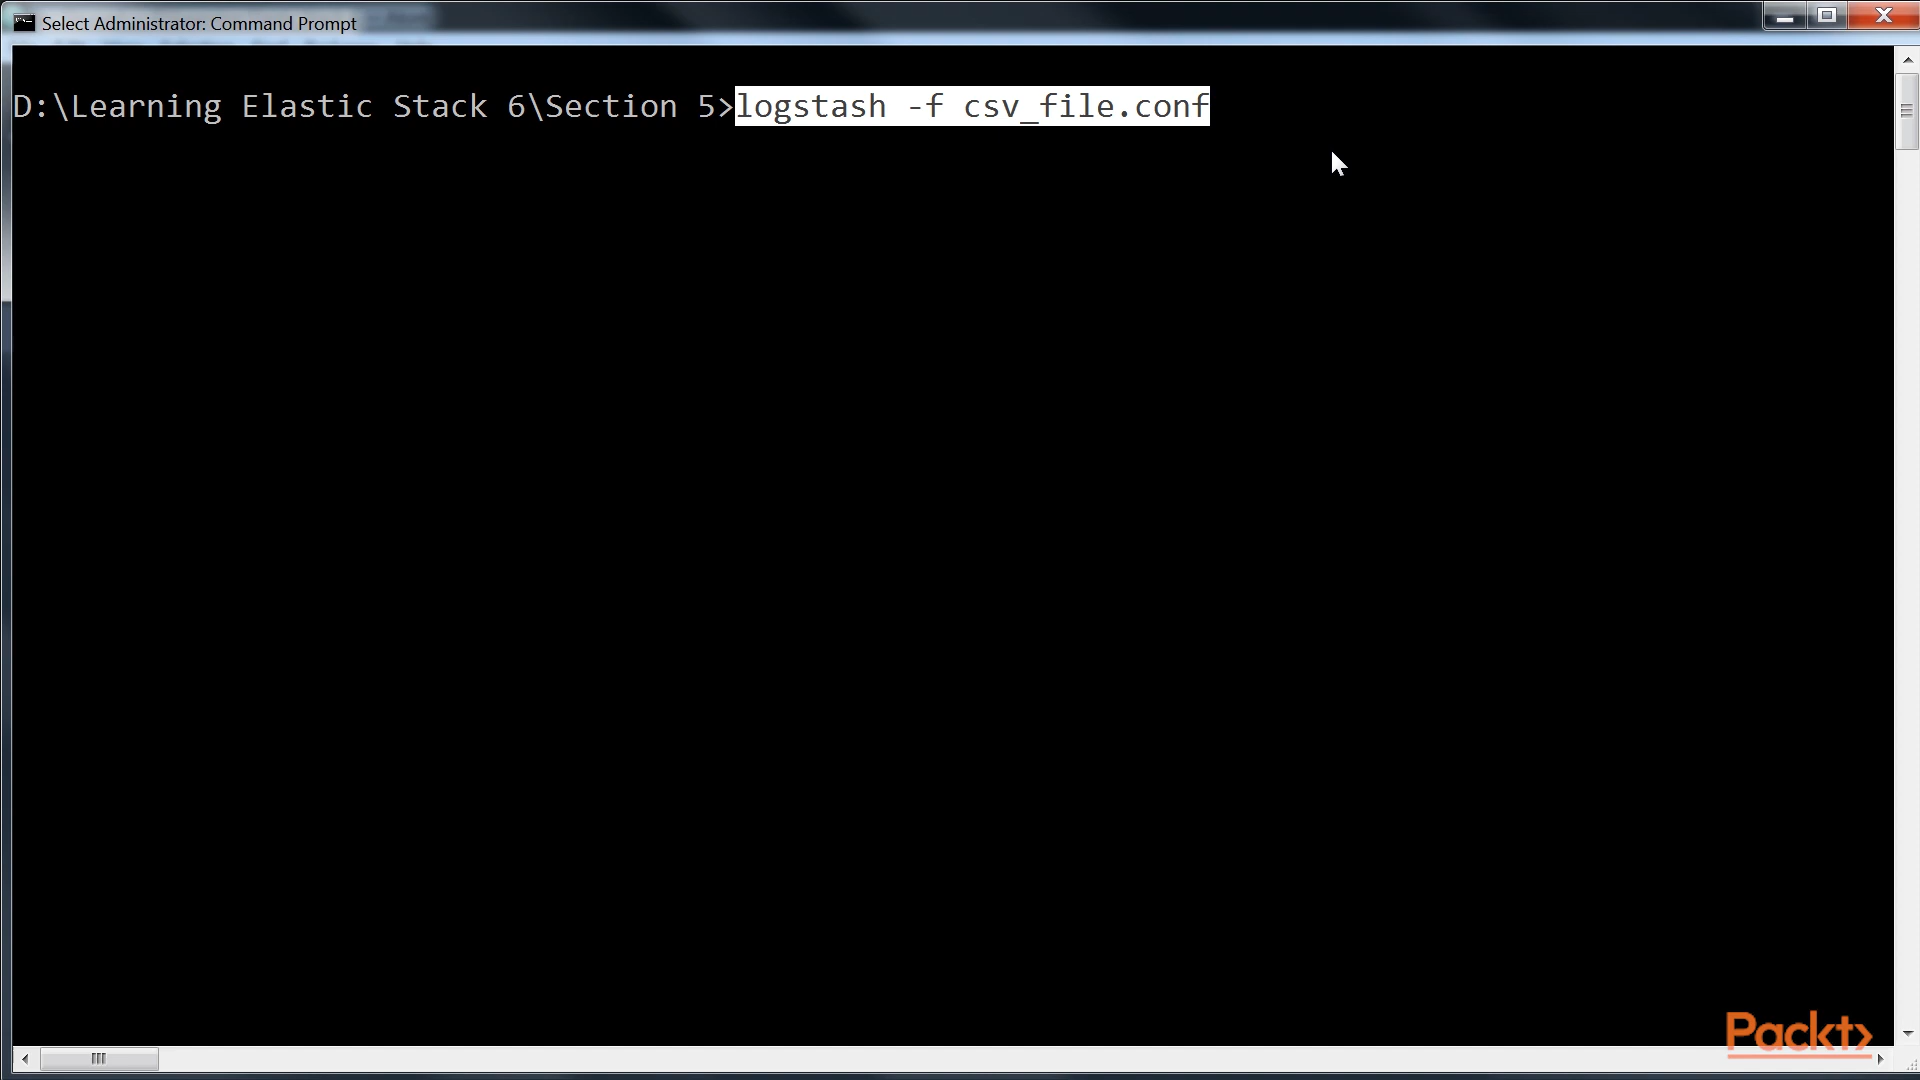 Select Administrator: Command Prompt
D:\Learning Elastic Stack 6\Section 5>logstash -f csv_file.conf
Packt>